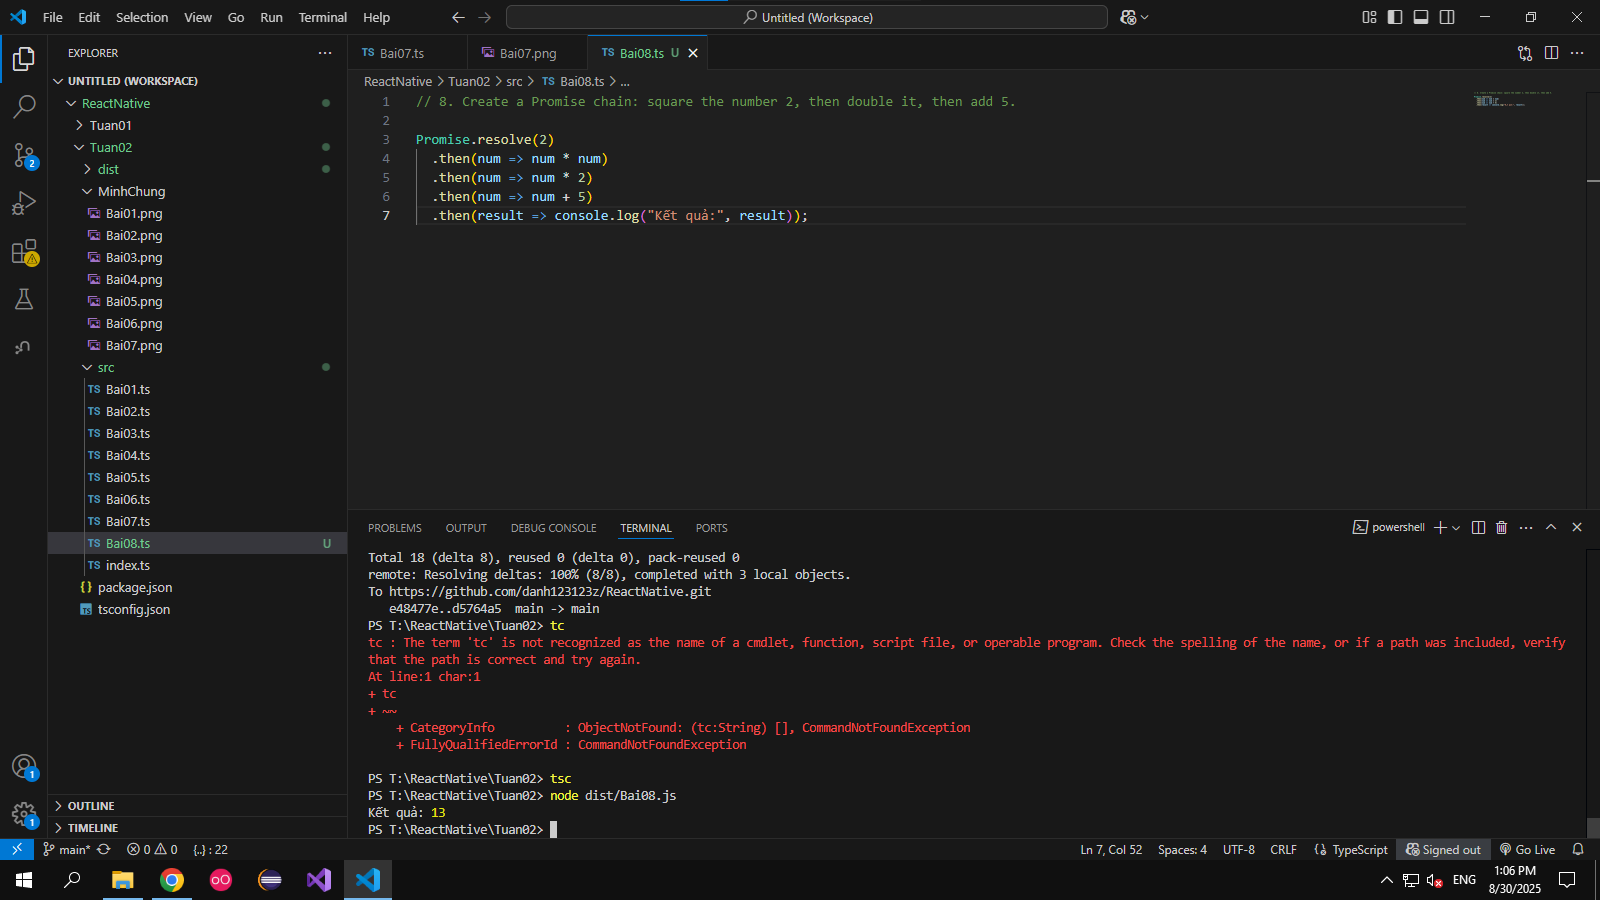 File Edit Selection View Go Run Terminal Help
Untitled (Workspace)
EXPLORER
UNTITLED (WORKSPACE)
ReactNative
Tuan01
Tuan02
dist
MinhChung
Bai01.png
Bai02.png
Bai03.png
Bai04.png
Bai05.png
Bai06.png
Bai07.png
src
Bai01.ts
Bai02.ts
Bai03.ts
Bai04.ts
Bai05.ts
Bai06.ts
Bai07.ts
Bai08.ts U
index.ts
package.json
tsconfig.json
OUTLINE
TIMELINE
Bai07.ts
Bai07.png
Bai08.ts U
ReactNative > Tuan02 > src > TS Bai08.ts > ...
1 // 8. Create a Promise chain: square the number 2, then double it, then add 5.
2
3 Promise.resolve(2)
4 .then(num => num * num)
5 .then(num => num * 2)
6 .then(num => num + 5)
7 .then(result => console.log("Kết quả:", result));
PROBLEMS OUTPUT DEBUG CONSOLE TERMINAL PORTS
powershell
Total 18 (delta 8), reused 0 (delta 0), pack-reused 0
remote: Resolving deltas: 100% (8/8), completed with 3 local objects.
To https://github.com/danh123123z/ReactNative.git
e48477e..d5764a5 main -> main
PS T:\ReactNative\Tuan02> tc
tc : The term 'tc' is not recognized as the name of a cmdlet, function, script file, or operable program. Check the spelling of the name, or if a path was included, verify
that the path is correct and try again.
At line:1 char:1
+ tc
+ ~~
+ CategoryInfo : ObjectNotFound: (tc:String) [], CommandNotFoundException
+ FullyQualifiedErrorId : CommandNotFoundException
PS T:\ReactNative\Tuan02> tsc
PS T:\ReactNative\Tuan02> node dist/Bai08.js
Kết quả: 13
PS T:\ReactNative\Tuan02>
main* 0 0 {..} : 22
Ln 7, Col 52 Spaces: 4 UTF-8 CRLF TypeScript Signed out Go Live
ENG
1:06 PM
8/30/2025